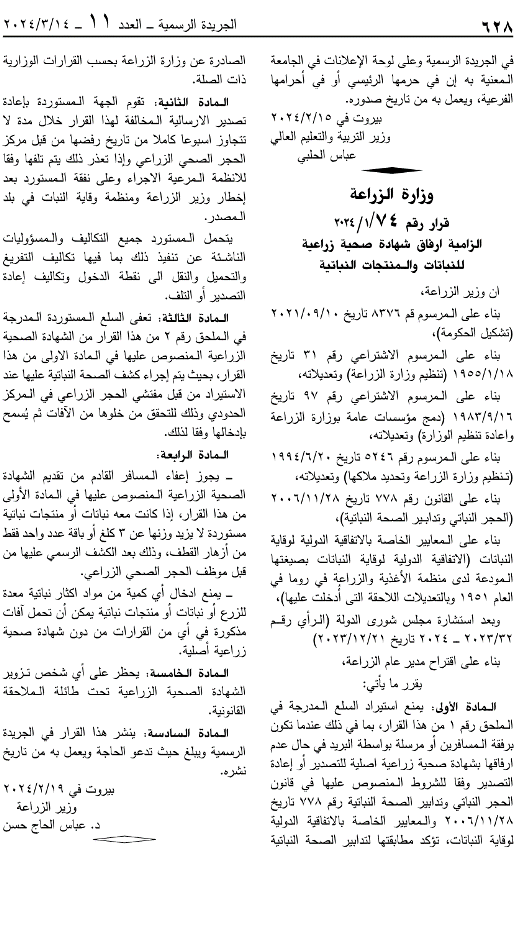 ٦٢٨
الجريدة الرسمية ــ العدد ١١ ــ ٢٠٢٤/٣/١٤
في الجريدة الرسمية وعلى لوحة الإعلانات في الجامعة
المعنية به إن في حرمها الرئيسي أو في أحرامها
الفرعية، ويعمل به من تاريخ صدوره.
بيروت في ٢٠٢٤/٢/١٥
وزير التربية والتعليم العالي
عباس الحلبي
وزارة الزراعة
قرار رقم ٢٠٢٤/١/٧٤
الزامية ارفاق شهادة صحية زراعية
للنباتات والمنتجات النباتية
ان وزير الزراعة،
بناء على المرسوم قم ٨٣٧٦ تاريخ ٢٠٢١/٠٩/١٠
(تشكيل الحكومة)،
بناء على المرسوم الاشتراعي رقم ٣١ تاريخ
١٩٥٥/١/١٨ (تنظيم وزارة الزراعة) وتعديلاته،
بناء على المرسوم الاشتراعي رقم ٩٧ تاريخ
١٩٨٣/٩/١٦ (دمج مؤسسات عامة بوزارة الزراعة
واعادة تنظيم الوزارة) وتعديلاته،
بناء على المرسوم رقم ٥٢٤٦ تاريخ ١٩٩٤/٦/٢٠
(تنظيم وزارة الزراعة وتحديد ملاكها) وتعديلاته،
بناء على القانون رقم ٧٧٨ تاريخ ٢٠٠٦/١١/٢٨
(الحجر النباتي وتدابير الصحة النباتية)،
بناء على المعايير الخاصة بالاتفاقية الدولية لوقاية
النباتات (الاتفاقية الدولية لوقاية النباتات بصيغتها
المودعة لدى منظمة الأغذية والزراعة في روما في
العام ١٩٥١ وبالتعديلات اللاحقة التى أدخلت عليها)،
وبعد استشارة مجلس شورى الدولة (الرأي رقم
٢٠٢٣/٣٢ ــ ٢٠٢٤ تاريخ ٢٠٢٣/١٢/٢١)
بناء على اقتراح مدير عام الزراعة،
يقرر ما يأتي:
المادة الأولى: يمنع استيراد السلع المدرجة في
الملحق رقم ١ من هذا القرار، بما في ذلك عندما تكون
برفقة المسافرين أو مرسلة بواسطة البريد في حال عدم
ارفاقها بشهادة صحية زراعية اصلية للتصدير أو إعادة
التصدير وفقا للشروط المنصوص عليها في قانون
الحجر النباتي وتدابير الصحة النباتية رقم ٧٧٨ تاريخ
٢٠٠٦/١١/٢٨ والمعايير الخاصة بالاتفاقية الدولية
لوقاية النباتات، تؤكد مطابقتها لتدابير الصحة النباتية
الصادرة عن وزارة الزراعة بحسب القرارات الوزارية
ذات الصلة.
المادة الثانية: تقوم الجهة المستوردة بإعادة
تصدير الارسالية المخالفة لهذا القرار خلال مدة لا
تتجاوز اسبوعا كاملا من تاريخ رفضها من قبل مركز
الحجر الصحي الزراعي وإذا تعذر ذلك يتم تلفها وفقا
للانظمة المرعية الاجراء وعلى نفقة المستورد بعد
إخطار وزير الزراعة ومنظمة وقاية النبات في بلد
المصدر.
يتحمل المستورد جميع التكاليف والمسؤوليات
الناشئة عن تنفيذ ذلك بما فيها تكاليف التفريغ
والتحميل والنقل الى نقطة الدخول وتكاليف إعادة
التصدير أو التلف.
المادة الثالثة: تعفى السلع المستوردة المدرجة
في الملحق رقم ٢ من هذا القرار من الشهادة الصحية
الزراعية المنصوص عليها في المادة الاولى من هذا
القرار، بحيث يتم إجراء كشف الصحة النباتية عليها عند
الاستيراد من قبل مفتشي الحجر الزراعي في المركز
الحدودي وذلك للتحقق من خلوها من الآفات ثم يُسمح
بإدخالها وفقا لذلك.
المادة الرابعة:
ــ يجوز إعفاء المسافر القادم من تقديم الشهادة
الصحية الزراعية المنصوص عليها في المادة الأولى
من هذا القرار، إذا كانت معه نباتات أو منتجات نباتية
مستوردة لا يزيد وزنها عن ٣ كلغ أو باقة عدد واحد فقط
من أزهار القطف، وذلك بعد الكشف الرسمي عليها من
قبل موظف الحجر الصحي الزراعي.
ــ يمنع ادخال أي كمية من مواد اكثار نباتية معدة
للزرع أو نباتات أو منتجات نباتية يمكن أن تحمل آفات
مذكورة في أي من القرارات من دون شهادة صحية
زراعية أصلية.
المادة الخامسة: يحظر على أي شخص تزوير
الشهادة الصحية الزراعية تحت طائلة الملاحقة
القانونية.
المادة السادسة: ينشر هذا القرار في الجريدة
الرسمية ويبلغ حيث تدعو الحاجة ويعمل به من تاريخ
نشره.
بيروت في ٢٠٢٤/٢/١٩
وزير الزراعة
د. عباس الحاج حسن